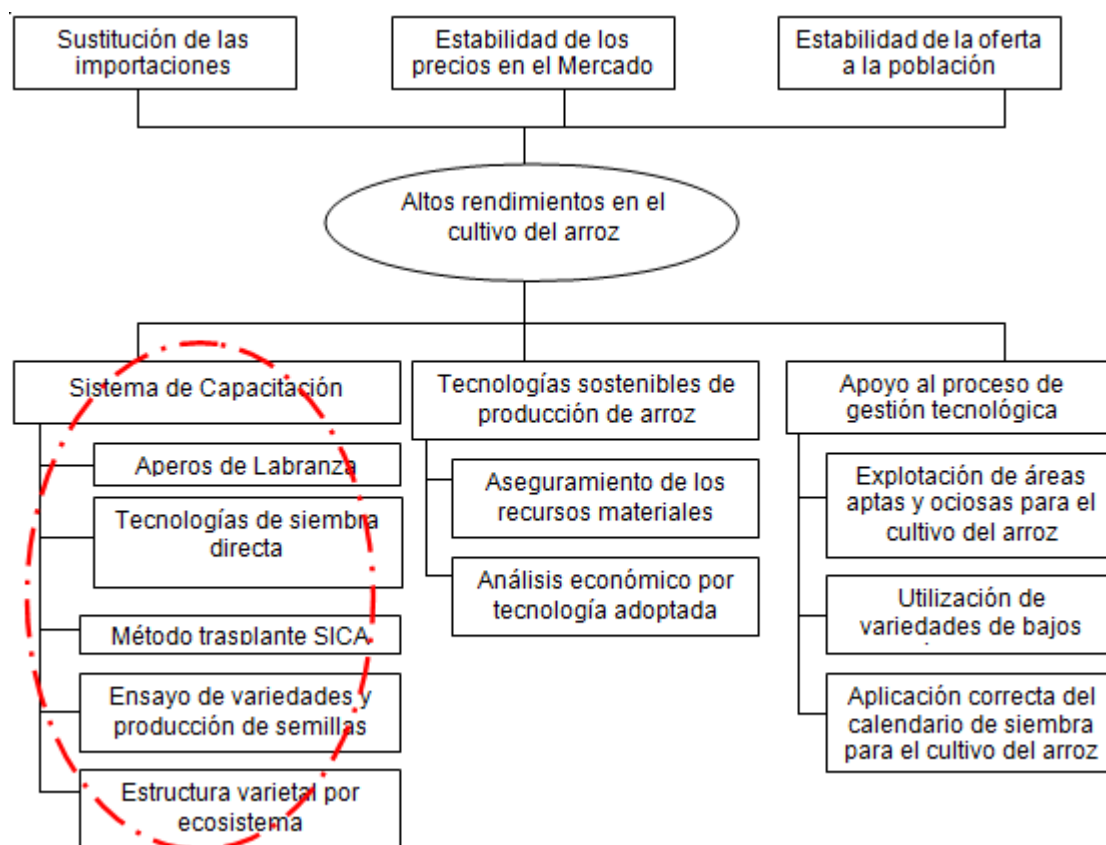 Sustitución de las
importaciones
Estabilidad de los
precios en el Mercado
Estabilidad de la oferta
a la población
Altos rendimientos en el
cultivo del arroz
Sistema de Capacitación
Aperos de Labranza
Tecnologías de siembra
directa
Método trasplante SICA
Ensayo de variedades y
producción de semillas
Estructura varietal por
ecosistema
Tecnologías sostenibles de
producción de arroz
Aseguramiento de los
recursos materiales
Análisis económico por
tecnología adoptada
Apoyo al proceso de
gestión tecnológica
Explotación de áreas
aptas y ociosas para el
cultivo del arroz
Utilización de
variedades de bajos
Aplicación correcta del
calendario de siembra
para el cultivo del arroz